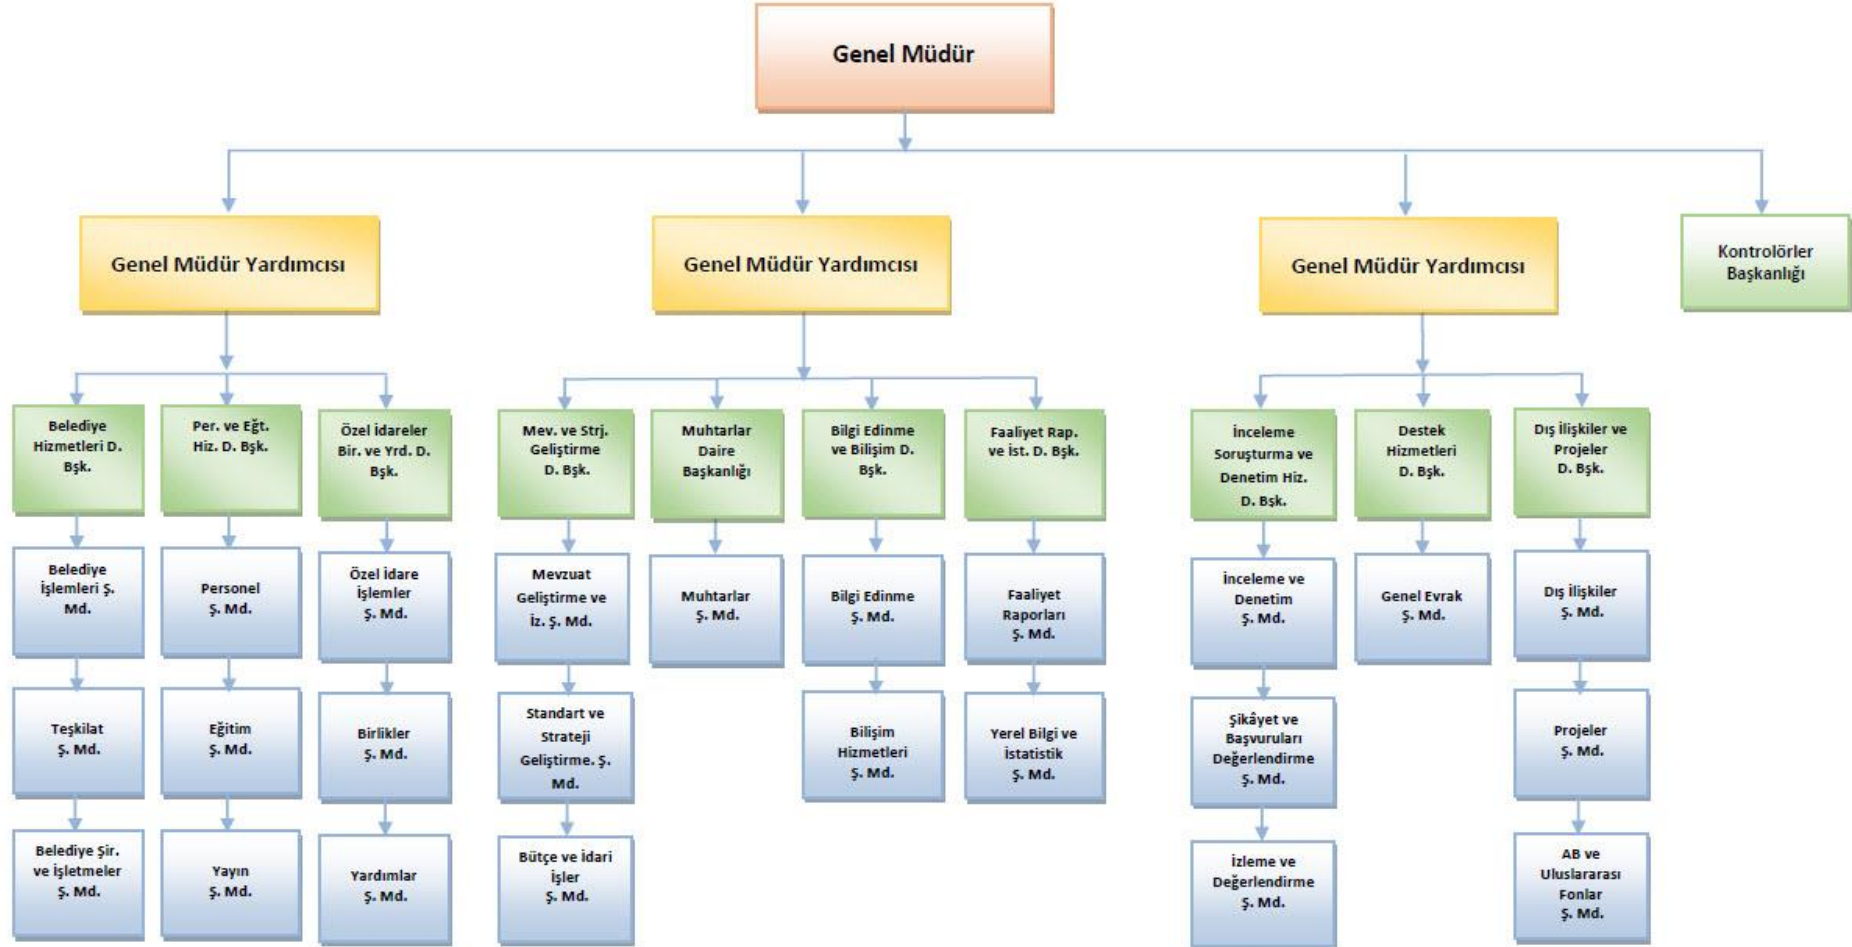 Genel Müdür
Genel Müdür Yardımcısı
Genel Müdür Yardımcısı
Genel Müdür Yardımcısı
Kontrolörler
Başkanlığı
Belediye
Hizmetleri D.
Bşk.
Per. ve Eğt.
Hiz. D. Bşk.
Özel İdareler
Bir. ve Yrd. D.
Bşk.
Mev. ve Strj.
Geliştirme
D. Bşk.
Muhtarlar
Daire
Başkanlığı
Bilgi Edinme
ve Bilişim D.
Bşk.
Faaliyet Rap.
ve İst. D. Bşk.
İnceleme
Soruşturma ve
Denetim Hiz.
D. Bşk.
Destek
Hizmetleri
D. Bşk.
Dış İlişkiler ve
Projeler
D. Bşk.
Belediye
İşlemleri Ş.
Md.
Personel
Ş. Md.
Özel İdare
İşlemler
Ş. Md.
Mevzuat
Geliştirme ve
İz. Ş. Md.
Muhtarlar
Ş. Md.
Bilgi Edinme
Ş. Md.
Faaliyet
Raporları
Ş. Md.
İnceleme ve
Denetim
Ş. Md.
Genel Evrak
Ş. Md.
Dış İlişkiler
Ş. Md.
Teşkilat
Ş. Md.
Eğitim
Ş. Md.
Birlikler
Ş. Md.
Standart ve
Strateji
Geliştirme. Ş.
Md.
Bilişim
Hizmetleri
Ş. Md.
Yerel Bilgi ve
İstatistik
Ş. Md.
Şikâyet ve
Başvuruları
Değerlendirme
Ş. Md.
Projeler
Ş. Md.
Belediye Şir.
ve İşletmeler
Ş. Md.
Yayın
Ş. Md.
Yardımlar
Ş. Md.
Bütçe ve İdari
İşler
Ş. Md.
İzleme ve
Değerlendirme
Ş. Md.
AB ve
Uluslararası
Fonlar
Ş. Md.